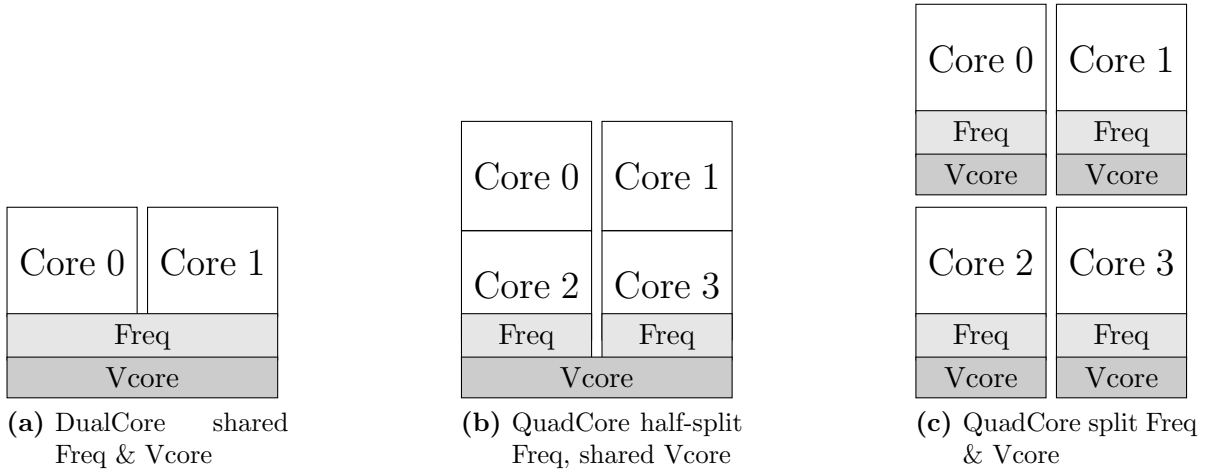 Core 0 Core 1
Freq
Vcore
(a) DualCore shared
Freq & Vcore
Core 0 Core 1
Core 2 Core 3
Freq Freq
Vcore
(b) QuadCore half-split
Freq, shared Vcore
Core 0 Core 1
Freq Freq
Vcore Vcore
Core 2 Core 3
Freq Freq
Vcore Vcore
(c) QuadCore split Freq
& Vcore